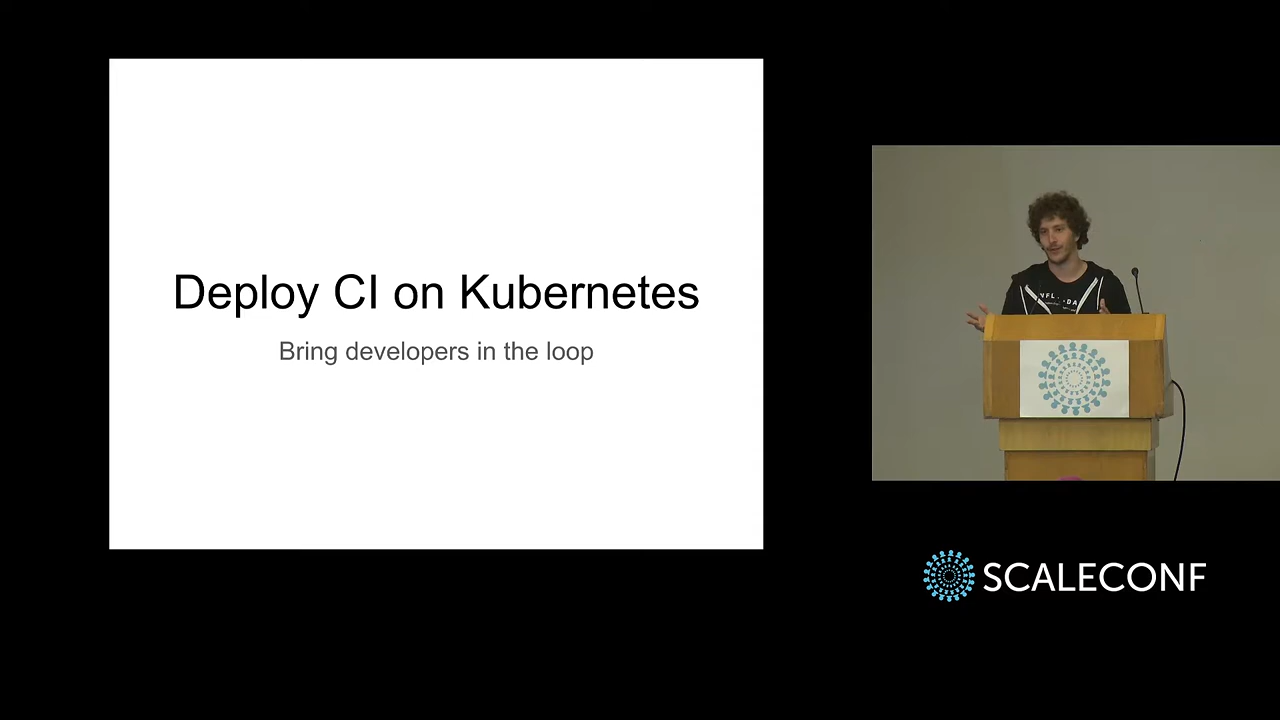 Deploy CI on Kubernetes
Bring developers in the loop
SCALECONF